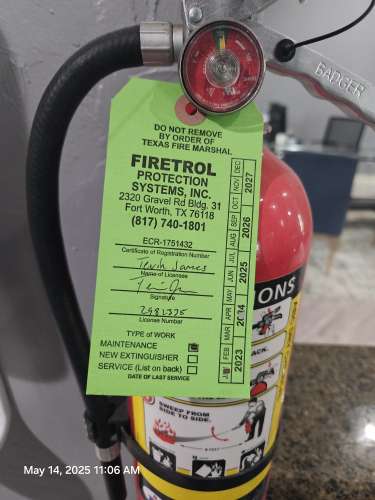 BADGER
DO NOT REMOVE
BY ORDER OF
TEXAS FIRE MARSHAL
FIRETROL
PROTECTION
SYSTEMS, INC.
2320 Gravel Rd Bldg. 31
Fort Worth, TX 76118
(817) 740-1801
ECR-1751432
Certificate of Registration Number
James
Name of Licensee
Signature
License Number
TYPE of WORK
MAINTENANCE
NEW EXTINGUISHER
SERVICE (List on back)
DATE OF LAST SERVICE
JAN FEB MAR APR MAY JUN JUL AUG SEP OCT NOV DEC
2023 2024 2025 2026 2027
IONS
ACK.
SWEEP FROM
SIDE TO SIDE.
May 14, 2025 11:06 AM